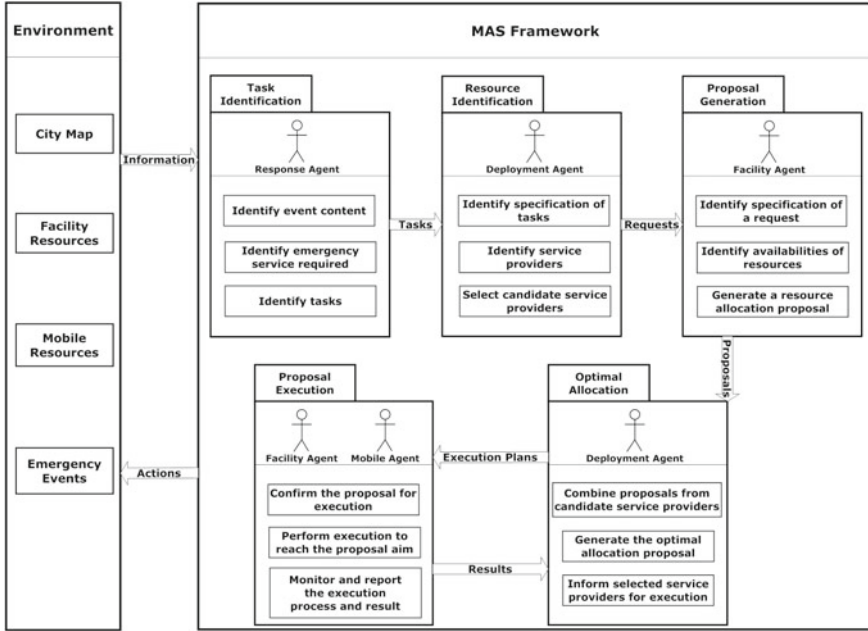 Environment
City Map
Facility
Resources
Mobile
Resources
Emergency
Events
Information
Actions
MAS Framework
Task
Identification
Response Agent
Identify event content
Identify emergency
service required
Identify tasks
Tasks
Resource
Identification
Deployment Agent
Identify specification of
tasks
Identify service
providers
Select candidate service
providers
Requests
Proposal
Generation
Facility Agent
Identify specification of
a request
Identify availabilities of
resources
Generate a resource
allocation proposal
Proposals
Optimal
Allocation
Deployment Agent
Combine proposals from
candidate service providers
Generate the optimal
allocation proposal
Inform selected service
providers for execution
Execution Plans
Results
Proposal
Execution
Facility Agent
Mobile Agent
Confirm the proposal for
execution
Perform execution to
reach the proposal aim
Monitor and report
the execution
process and result